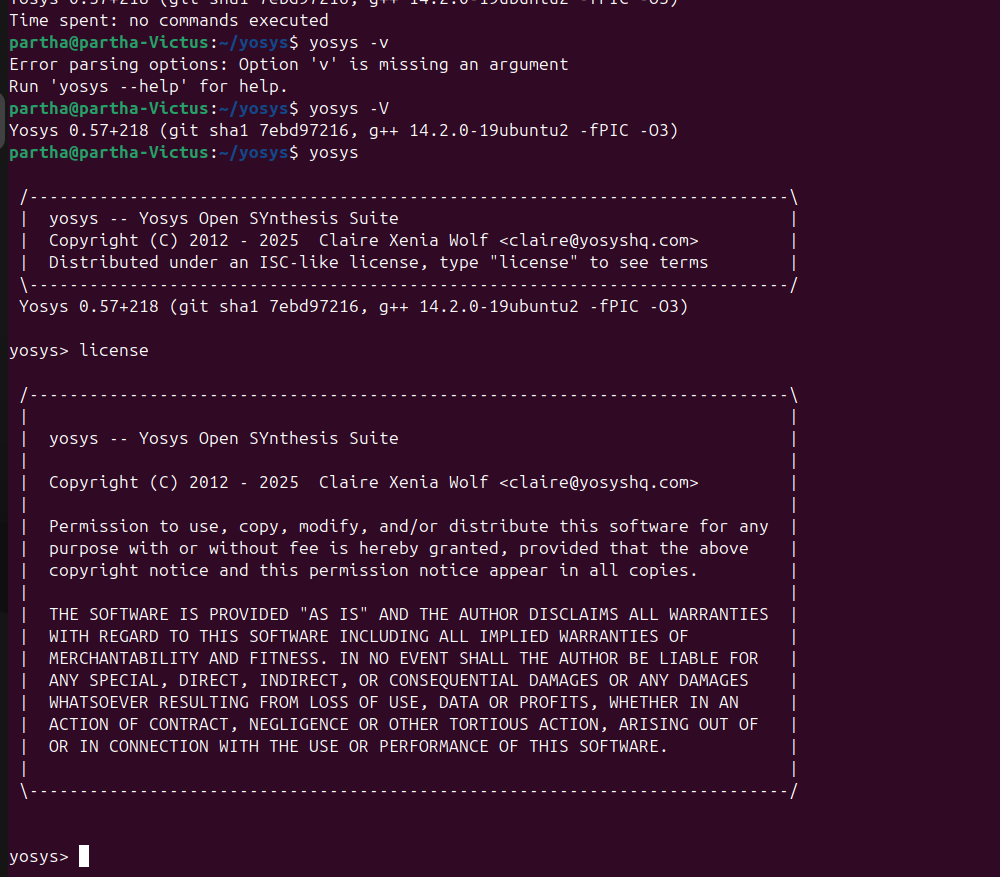 Yosys 0.57+218 (git sha1 7ebd97216, g++ 14.2.0-19ubuntu2 -fPIC -O3)
Time spent: no commands executed
partha@partha-Victus:~/yosys$ yosys -v
Error parsing options: Option 'v' is missing an argument
Run 'yosys --help' for help.
partha@partha-Victus:~/yosys$ yosys -V
Yosys 0.57+218 (git sha1 7ebd97216, g++ 14.2.0-19ubuntu2 -fPIC -O3)
partha@partha-Victus:~/yosys$ yosys
/----------------------------------------------------------------------------\
| yosys -- Yosys Open SYnthesis Suite |
| Copyright (C) 2012 - 2025 Claire Xenia Wolf <claire@yosyshq.com> |
| Distributed under an ISC-like license, type "license" to see terms |
\----------------------------------------------------------------------------/
Yosys 0.57+218 (git sha1 7ebd97216, g++ 14.2.0-19ubuntu2 -fPIC -O3)
yosys> license
/----------------------------------------------------------------------------\
| |
| yosys -- Yosys Open SYnthesis Suite |
| |
| Copyright (C) 2012 - 2025 Claire Xenia Wolf <claire@yosyshq.com> |
| |
| Permission to use, copy, modify, and/or distribute this software for any |
| purpose with or without fee is hereby granted, provided that the above |
| copyright notice and this permission notice appear in all copies. |
| |
| THE SOFTWARE IS PROVIDED "AS IS" AND THE AUTHOR DISCLAIMS ALL WARRANTIES |
| WITH REGARD TO THIS SOFTWARE INCLUDING ALL IMPLIED WARRANTIES OF |
| MERCHANTABILITY AND FITNESS. IN NO EVENT SHALL THE AUTHOR BE LIABLE FOR |
| ANY SPECIAL, DIRECT, INDIRECT, OR CONSEQUENTIAL DAMAGES OR ANY DAMAGES |
| WHATSOEVER RESULTING FROM LOSS OF USE, DATA OR PROFITS, WHETHER IN AN |
| ACTION OF CONTRACT, NEGLIGENCE OR OTHER TORTIOUS ACTION, ARISING OUT OF |
| OR IN CONNECTION WITH THE USE OR PERFORMANCE OF THIS SOFTWARE. |
| |
\----------------------------------------------------------------------------/
yosys>